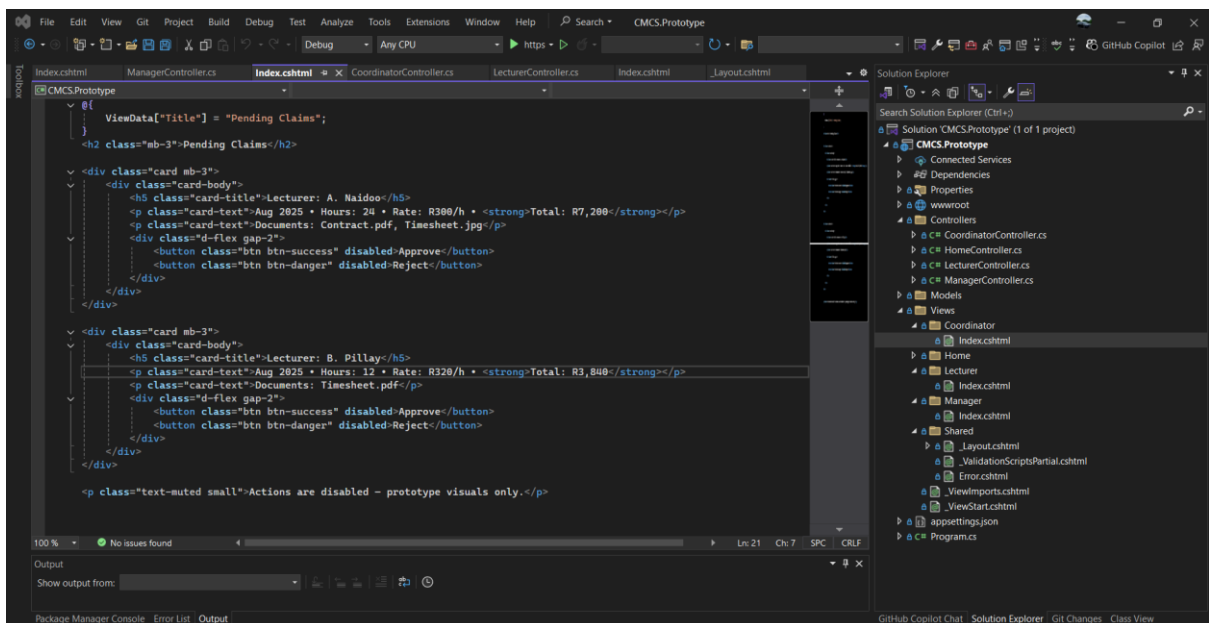 File Edit View Git Project Build Debug Test Analyze Tools Extensions Window Help Search CMCS.Prototype
Debug Any CPU https GitHub Copilot
Toolbox
Index.cshtml ManagerController.cs Index.cshtml CoordinatorController.cs LecturerController.cs Index.cshtml _Layout.cshtml
CMCS.Prototype
@{
ViewData["Title"] = "Pending Claims";
}
<h2 class="mb-3">Pending Claims</h2>
<div class="card mb-3">
<div class="card-body">
<h5 class="card-title">Lecturer: A. Naidoo</h5>
<p class="card-text">Aug 2025 • Hours: 24 • Rate: R300/h • <strong>Total: R7,200</strong></p>
<p class="card-text">Documents: Contract.pdf, Timesheet.jpg</p>
<div class="d-flex gap-2">
<button class="btn btn-success" disabled>Approve</button>
<button class="btn btn-danger" disabled>Reject</button>
</div>
</div>
</div>
<div class="card mb-3">
<div class="card-body">
<h5 class="card-title">Lecturer: B. Pillay</h5>
<p class="card-text">Aug 2025 • Hours: 12 • Rate: R320/h • <strong>Total: R3,840</strong></p>
<p class="card-text">Documents: Timesheet.pdf</p>
<div class="d-flex gap-2">
<button class="btn btn-success" disabled>Approve</button>
<button class="btn btn-danger" disabled>Reject</button>
</div>
</div>
</div>
<p class="text-muted small">Actions are disabled – prototype visuals only.</p>
100 % No issues found Ln: 21 Ch: 7 SPC CRLF
Output
Show output from:
Package Manager Console Error List Output
Solution Explorer
Search Solution Explorer (Ctrl+;)
Solution 'CMCS.Prototype' (1 of 1 project)
CMCS.Prototype
Connected Services
Dependencies
Properties
wwwroot
Controllers
C# CoordinatorController.cs
C# HomeController.cs
C# LecturerController.cs
C# ManagerController.cs
Models
Views
Coordinator
Index.cshtml
Home
Lecturer
Index.cshtml
Manager
Index.cshtml
Shared
_Layout.cshtml
_ValidationScriptsPartial.cshtml
Error.cshtml
_ViewImports.cshtml
_ViewStart.cshtml
appsettings.json
C# Program.cs
GitHub Copilot Chat Solution Explorer Git Changes Class View